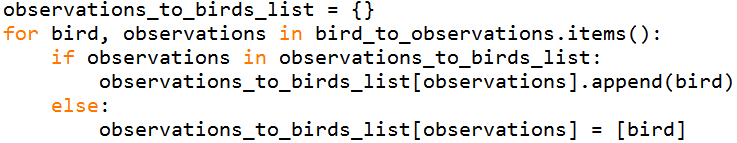 observations_to_birds_list = {}
for bird, observations in bird_to_observations.items():
    if observations in observations_to_birds_list:
        observations_to_birds_list[observations].append(bird)
    else:
        observations_to_birds_list[observations] = [bird]